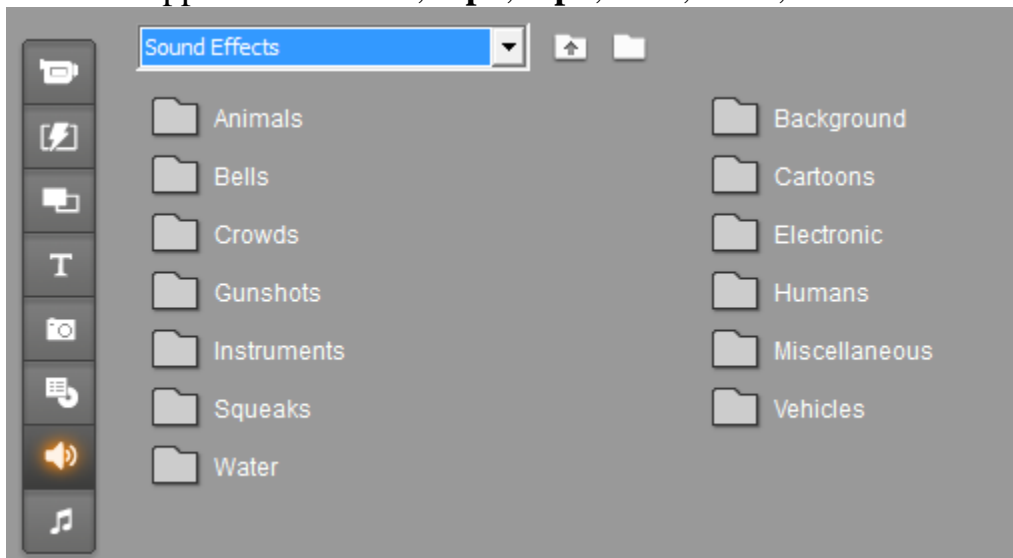 Sound Effects
Animals
Background
Bells
Cartoons
Crowds
Electronic
Gunshots
Humans
Instruments
Miscellaneous
Squeaks
Vehicles
Water
T